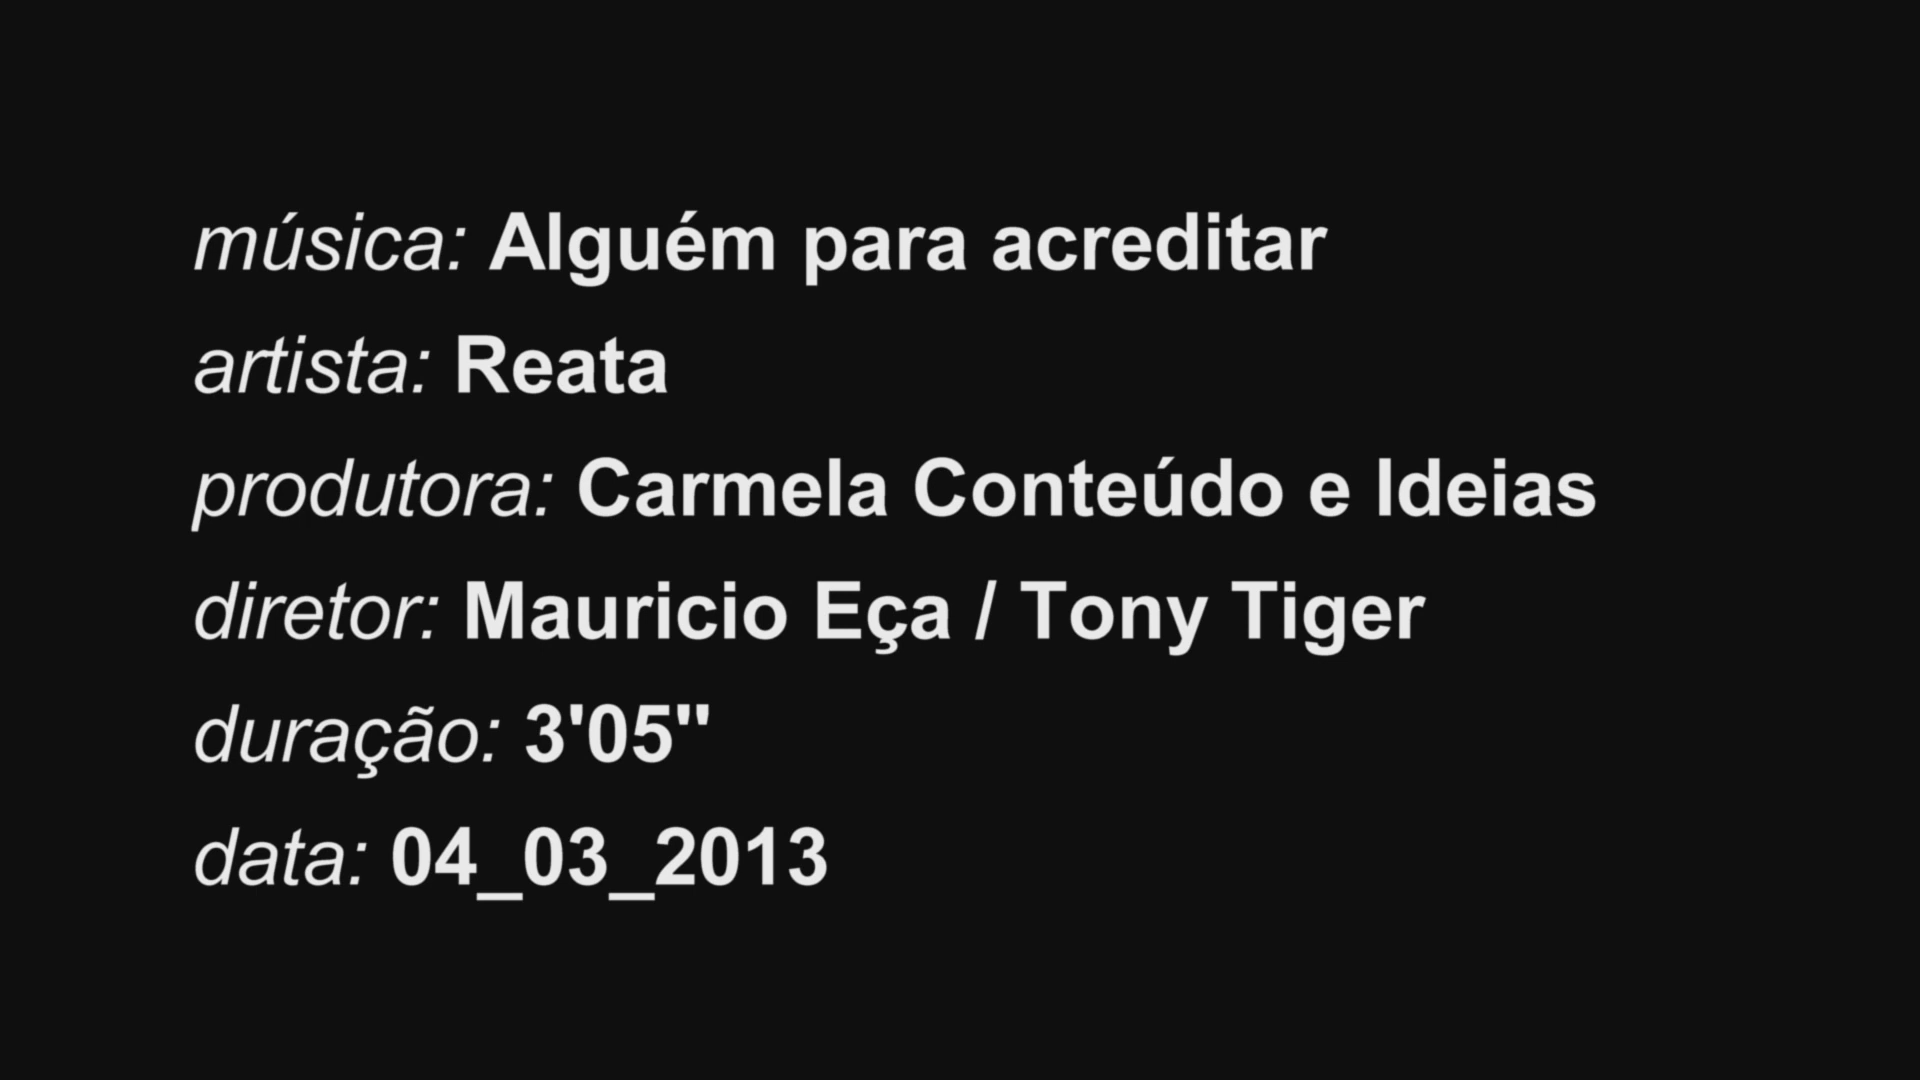 música: Alguém para acreditar
artista: Reata
produtora: Carmela Conteúdo e Ideias
diretor: Mauricio Eça / Tony Tiger
duração: 3'05"
data: 04_03_2013